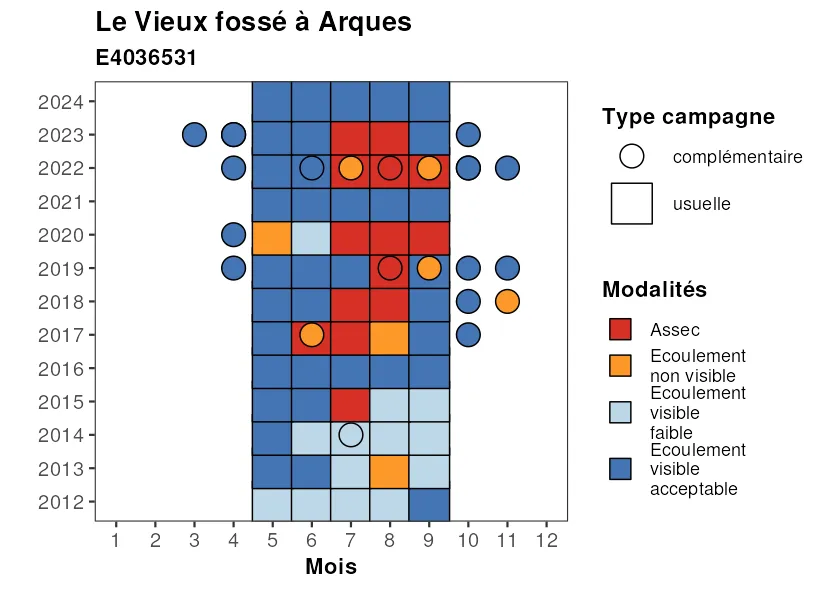 Le Vieux fossé à Arques
E4036531
2024
2023
2022
2021
2020
2019
2018
2017
2016
2015
2014
2013
2012
1 2 3 4 5 6 7 8 9 10 11 12
Mois
Type campagne
complémentaire
usuelle
Modalités
Assec
Ecoulement
non visible
Ecoulement
visible
faible
Ecoulement
visible
acceptable